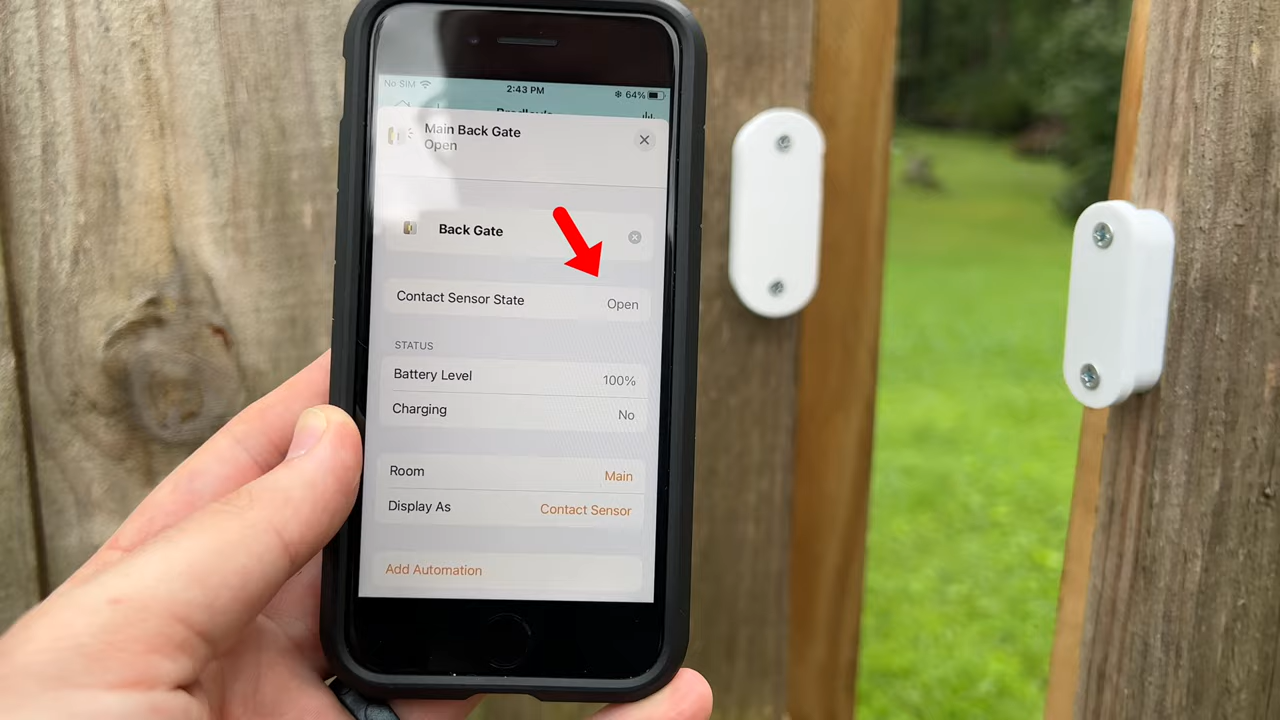 No SIM 2:43 PM 64%
Main Back Gate
Open
Back Gate
Contact Sensor State Open
STATUS
Battery Level 100%
Charging No
Room Main
Display As Contact Sensor
Add Automation